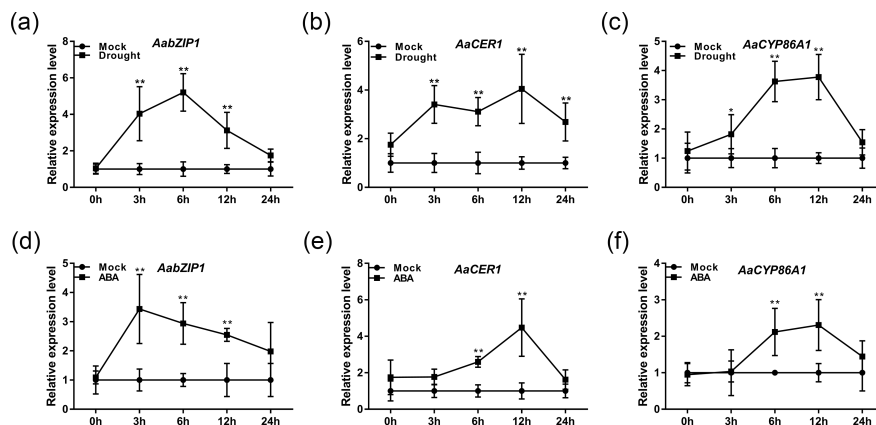 (a)
AabZIP1
Mock
Drought
Relative expression level
8
6
4
2
0
**
**
**
0h 3h 6h 12h 24h
(b)
AaCER1
Mock
Drought
Relative expression level
6
4
2
0
**
**
**
**
0h 3h 6h 12h 24h
(c)
AaCYP86A1
Mock
Drought
Relative expression level
5
4
3
2
1
0
*
**
**
0h 3h 6h 12h 24h
(d)
AabZIP1
Mock
ABA
Relative expression level
5
4
3
2
1
0
**
**
**
0h 3h 6h 12h 24h
(e)
AaCER1
Mock
ABA
Relative expression level
8
6
4
2
0
**
**
0h 3h 6h 12h 24h
(f)
AaCYP86A1
Mock
ABA
Relative expression level
4
3
2
1
0
**
**
0h 3h 6h 12h 24h